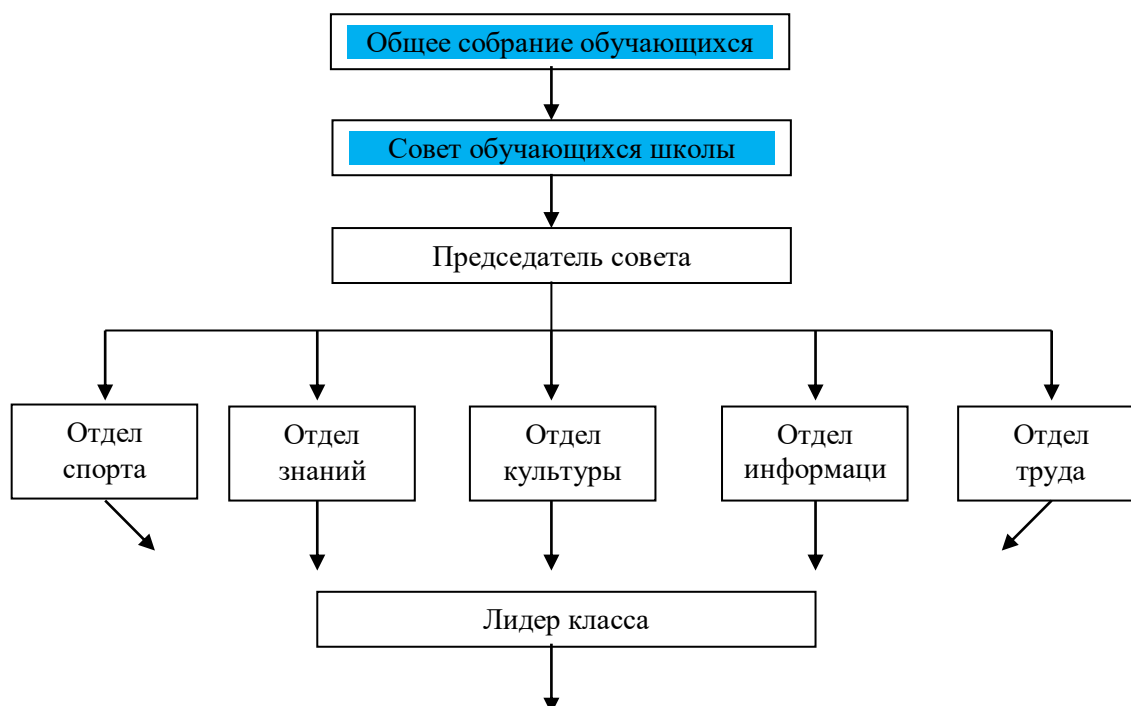 Общее собрание обучающихся
Совет обучающихся школы
Председатель совета
Отдел
спорта
Отдел
знаний
Отдел
культуры
Отдел
информаци
Отдел
труда
Лидер класса